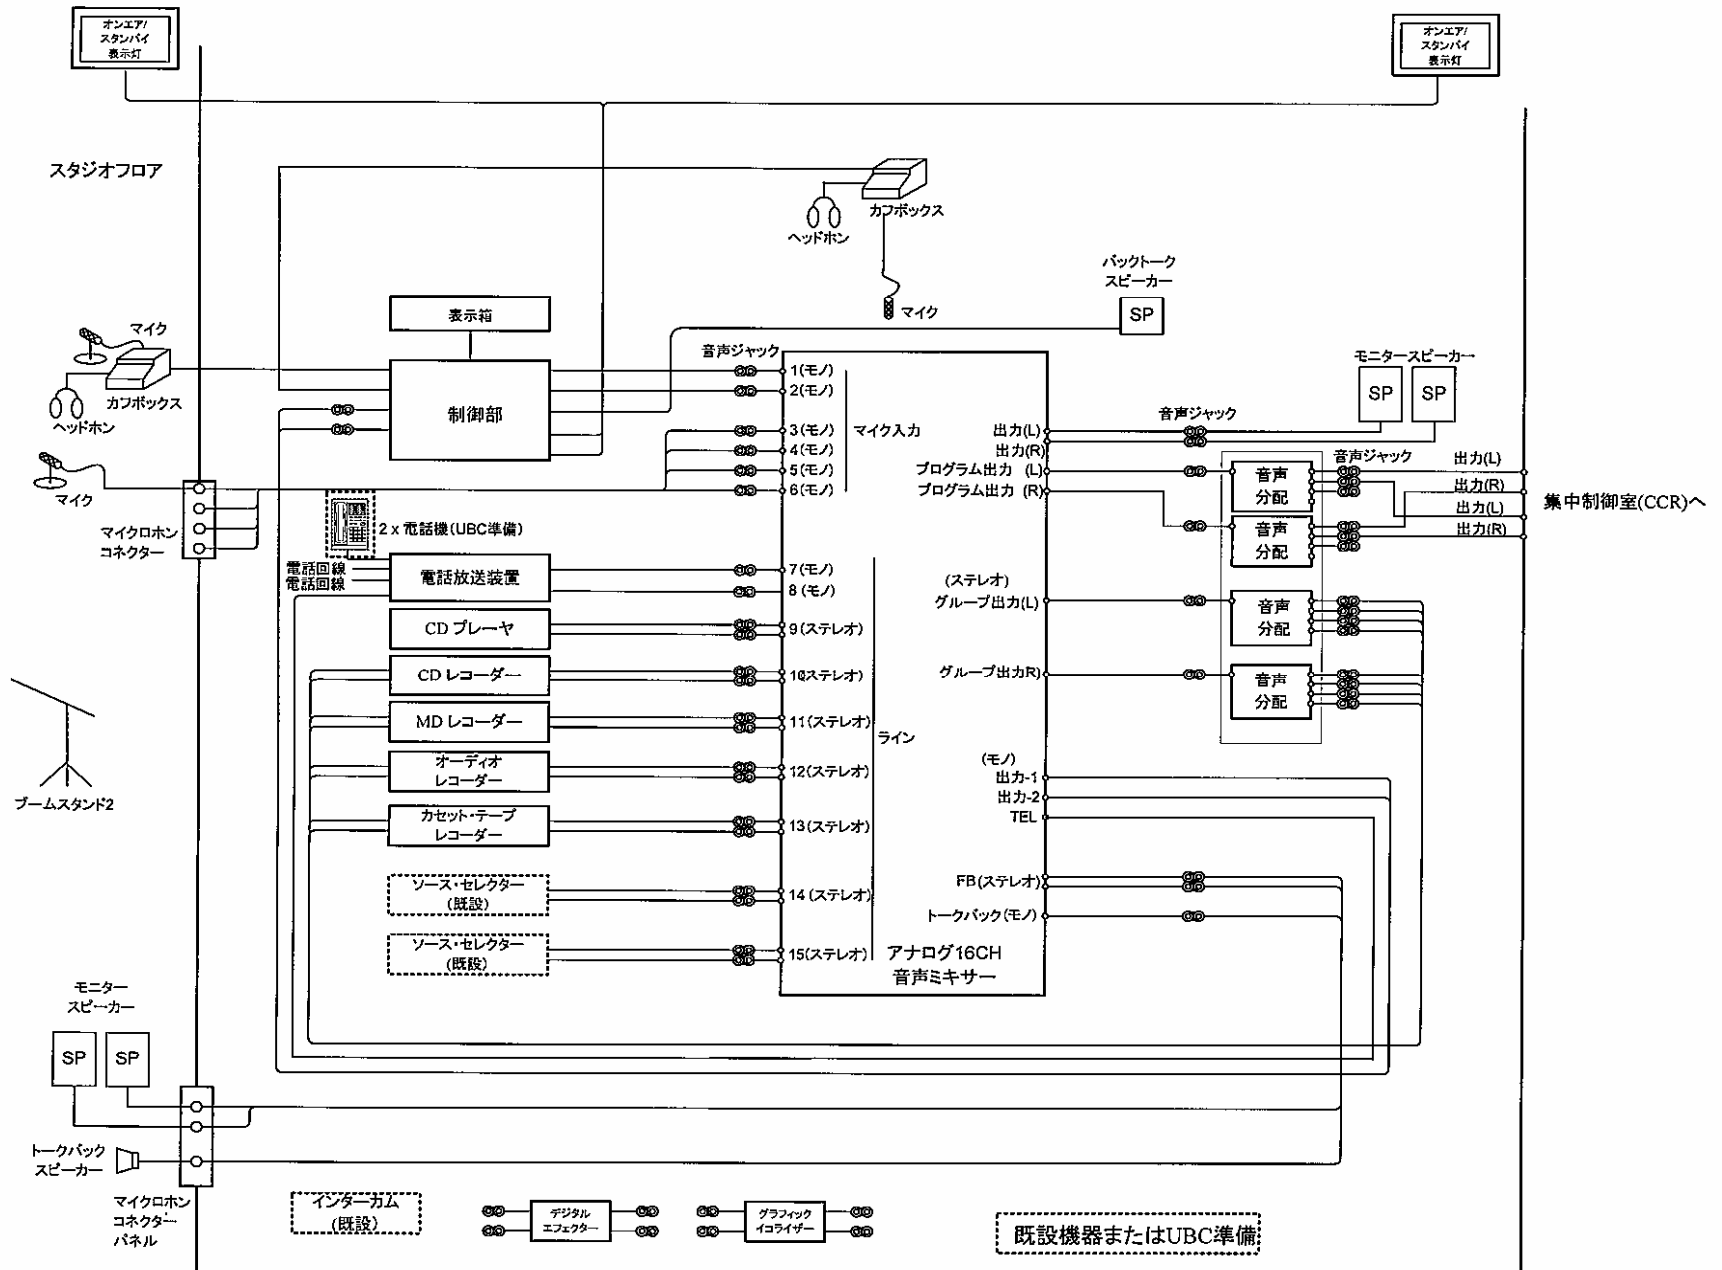 オンエア/
スタンバイ
表示灯
オンエア/
スタンバイ
表示灯
スタジオフロア
カフボックス
ヘッドホン
マイク
バックトーク
スピーカー
SP
表示箱
マイク
カフボックス
ヘッドホン
制御部
音声ジャック
1(モノ)
2(モノ)
3(モノ)
4(モノ)
5(モノ)
6(モノ)
マイク入力
モニタースピーカー
SP
SP
音声ジャック
出力(L)
出力(R)
プログラム出力 (L)
プログラム出力 (R)
音声ジャック
音声
分配
音声
分配
出力(L)
出力(R)
出力(L)
出力(R)
集中制御室(CCR)へ
マイク
マイクロホン
コネクター
2 x 電話機(UBC準備)
電話回線
電話回線
電話放送装置
7(モノ)
8(モノ)
CD プレーヤ
9(ステレオ)
CD レコーダー
10(ステレオ)
MD レコーダー
11(ステレオ)
ライン
オーディオ
レコーダー
12(ステレオ)
カセット・テープ
レコーダー
13(ステレオ)
ソース・セレクター
(既設)
14(ステレオ)
ソース・セレクター
(既設)
15(ステレオ)
(ステレオ)
グループ出力(L)
グループ出力R)
音声
分配
音声
分配
(モノ)
出力-1
出力-2
TEL
FB(ステレオ)
トークバック(モノ)
アナログ16CH
音声ミキサー
ブームスタンド2
モニター
スピーカー
SP
SP
トークバック
スピーカー
マイクロホン
コネクター
パネル
インターカム
(既設)
デジタル
エフェクター
グラフィック
イコライザー
既設機器またはUBC準備